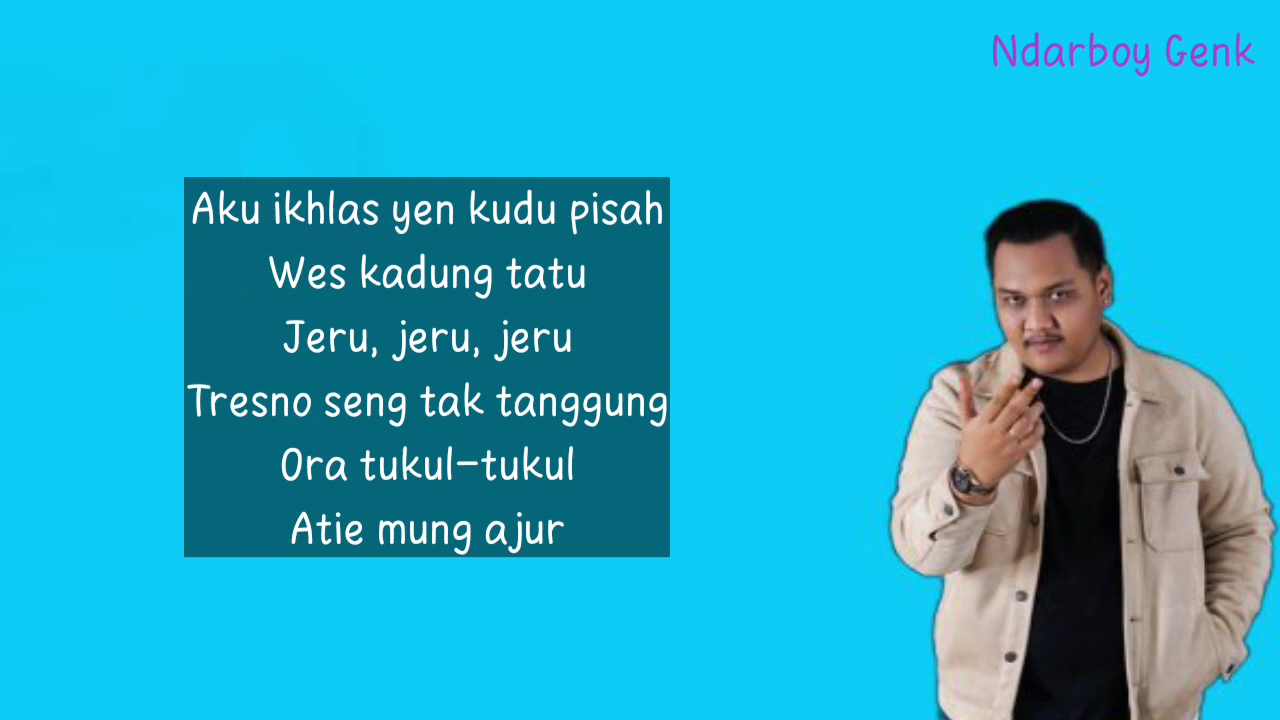 Ndarboy Genk
Aku ikhlas yen kudu pisah
Wes kadung tatu
Jeru, jeru, jeru
Tresno seng tak tanggung
Ora tukul-tukul
Atie mung ajur